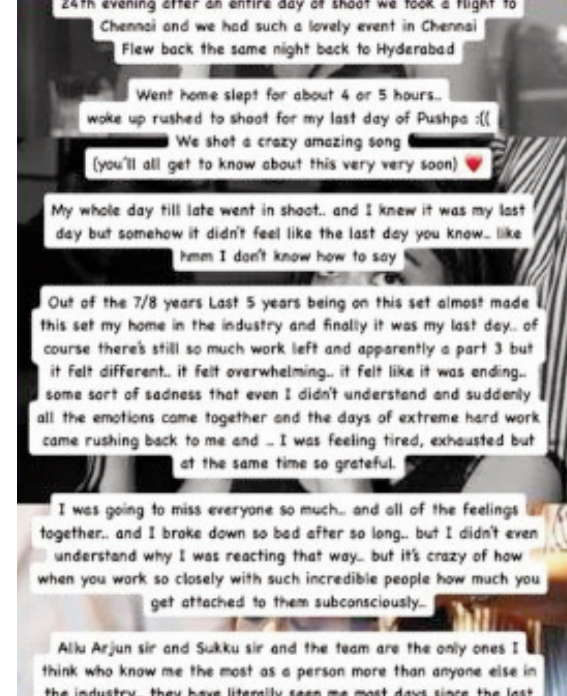 24th evening after an entire day of shoot we took a flight to
Chennai and we had such a lovely event in Chennai
Flew back the same night back to Hyderabad
Went home slept for about 4 or 5 hours..
woke up rushed to shoot for my last day of Pushpa :((
We shot a crazy amazing song
(you'll all get to know about this very very soon) ❤️
My whole day till late went in shoot.. and I knew it was my last
day but somehow it didn't feel like the last day you know.. like
hmm I don't know how to say
Out of the 7/8 years Last 5 years being on this set almost made
this set my home in the industry and finally it was my last day.. of
course there's still so much work left and apparently a part 3 but
it felt different.. it felt overwhelming.. it felt like it was ending..
some sort of sadness that even I didn't understand and suddenly
all the emotions came together and the days of extreme hard work
came rushing back to me and .. I was feeling tired, exhausted but
at the same time so grateful.
I was going to miss everyone so much.. and all of the feelings
together.. and I broke down so bad after so long.. but I didn't even
understand why I was reacting that way.. but it's crazy of how
when you work so closely with such incredible people how much you
get attached to them subconsciously..
Allu Arjun sir and Sukku sir and the team are the only ones I
think who know me the most as a person more than anyone else in
the industry.. they have literally seen me most days since the last